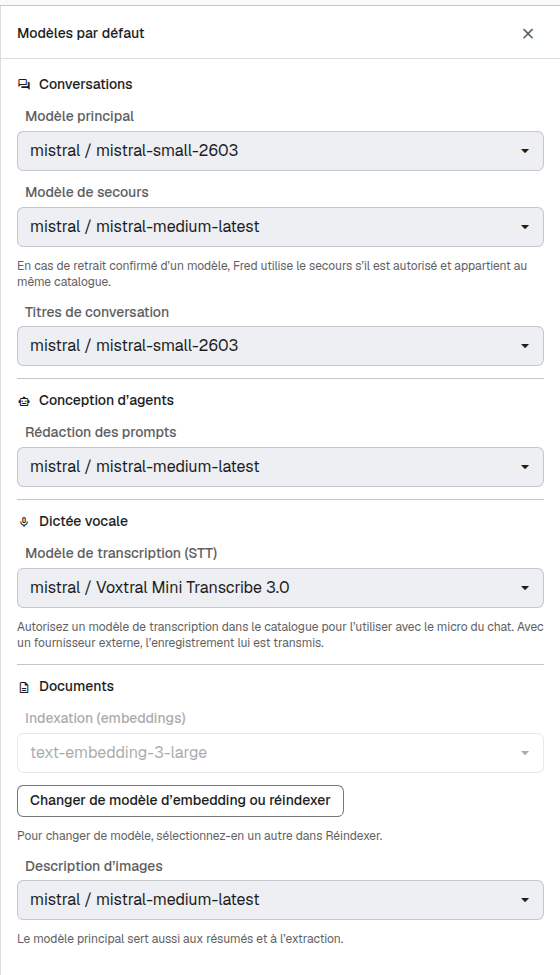 Modèles par défaut
Conversations
Modèle principal
mistral / mistral-small-2603
Modèle de secours
mistral / mistral-medium-latest
En cas de retrait confirmé d’un modèle, Fred utilise le secours s’il est autorisé et appartient au
même catalogue.
Titres de conversation
mistral / mistral-small-2603
Conception d’agents
Rédaction des prompts
mistral / mistral-medium-latest
Dictée vocale
Modèle de transcription (STT)
mistral / Voxtral Mini Transcribe 3.0
Autorisez un modèle de transcription dans le catalogue pour l’utiliser avec le micro du chat. Avec
un fournisseur externe, l’enregistrement lui est transmis.
Documents
Indexation (embeddings)
text-embedding-3-large
Changer de modèle d’embedding ou réindexer
Pour changer de modèle, sélectionnez-en un autre dans Réindexer.
Description d’images
mistral / mistral-medium-latest
Le modèle principal sert aussi aux résumés et à l’extraction.